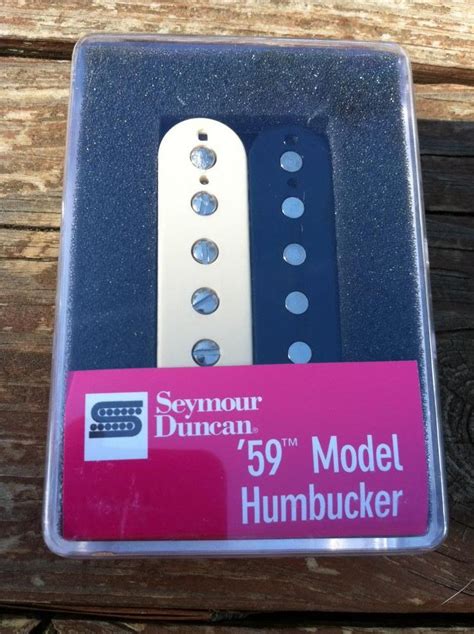 Seymour
Duncan®
'59™ Model
Humbucker